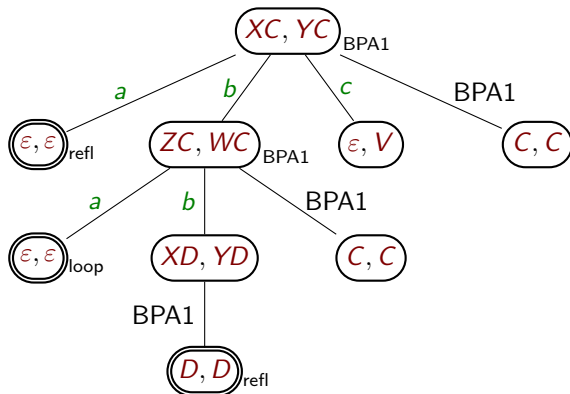 XC, YC BPA1
a b c BPA1
ε, ε refl ZC, WC BPA1 ε, V C, C
a b BPA1
ε, ε loop XD, YD C, C
BPA1
D, D refl